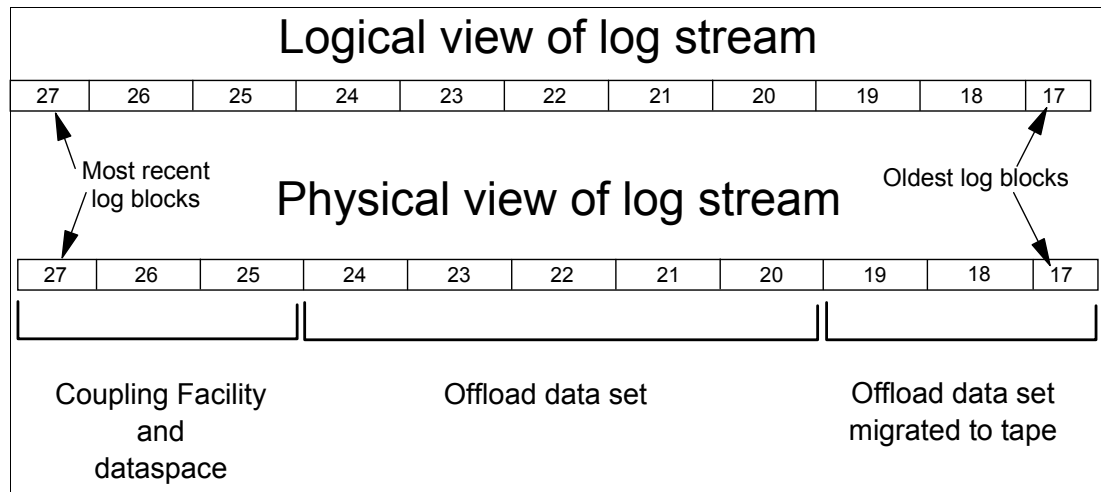 Logical view of log stream
27 26 25 24 23 22 21 20 19 18 17
Most recent
log blocks
Oldest log blocks
Physical view of log stream
27 26 25 24 23 22 21 20 19 18 17
Coupling Facility
and
dataspace
Offload data set
Offload data set
migrated to tape